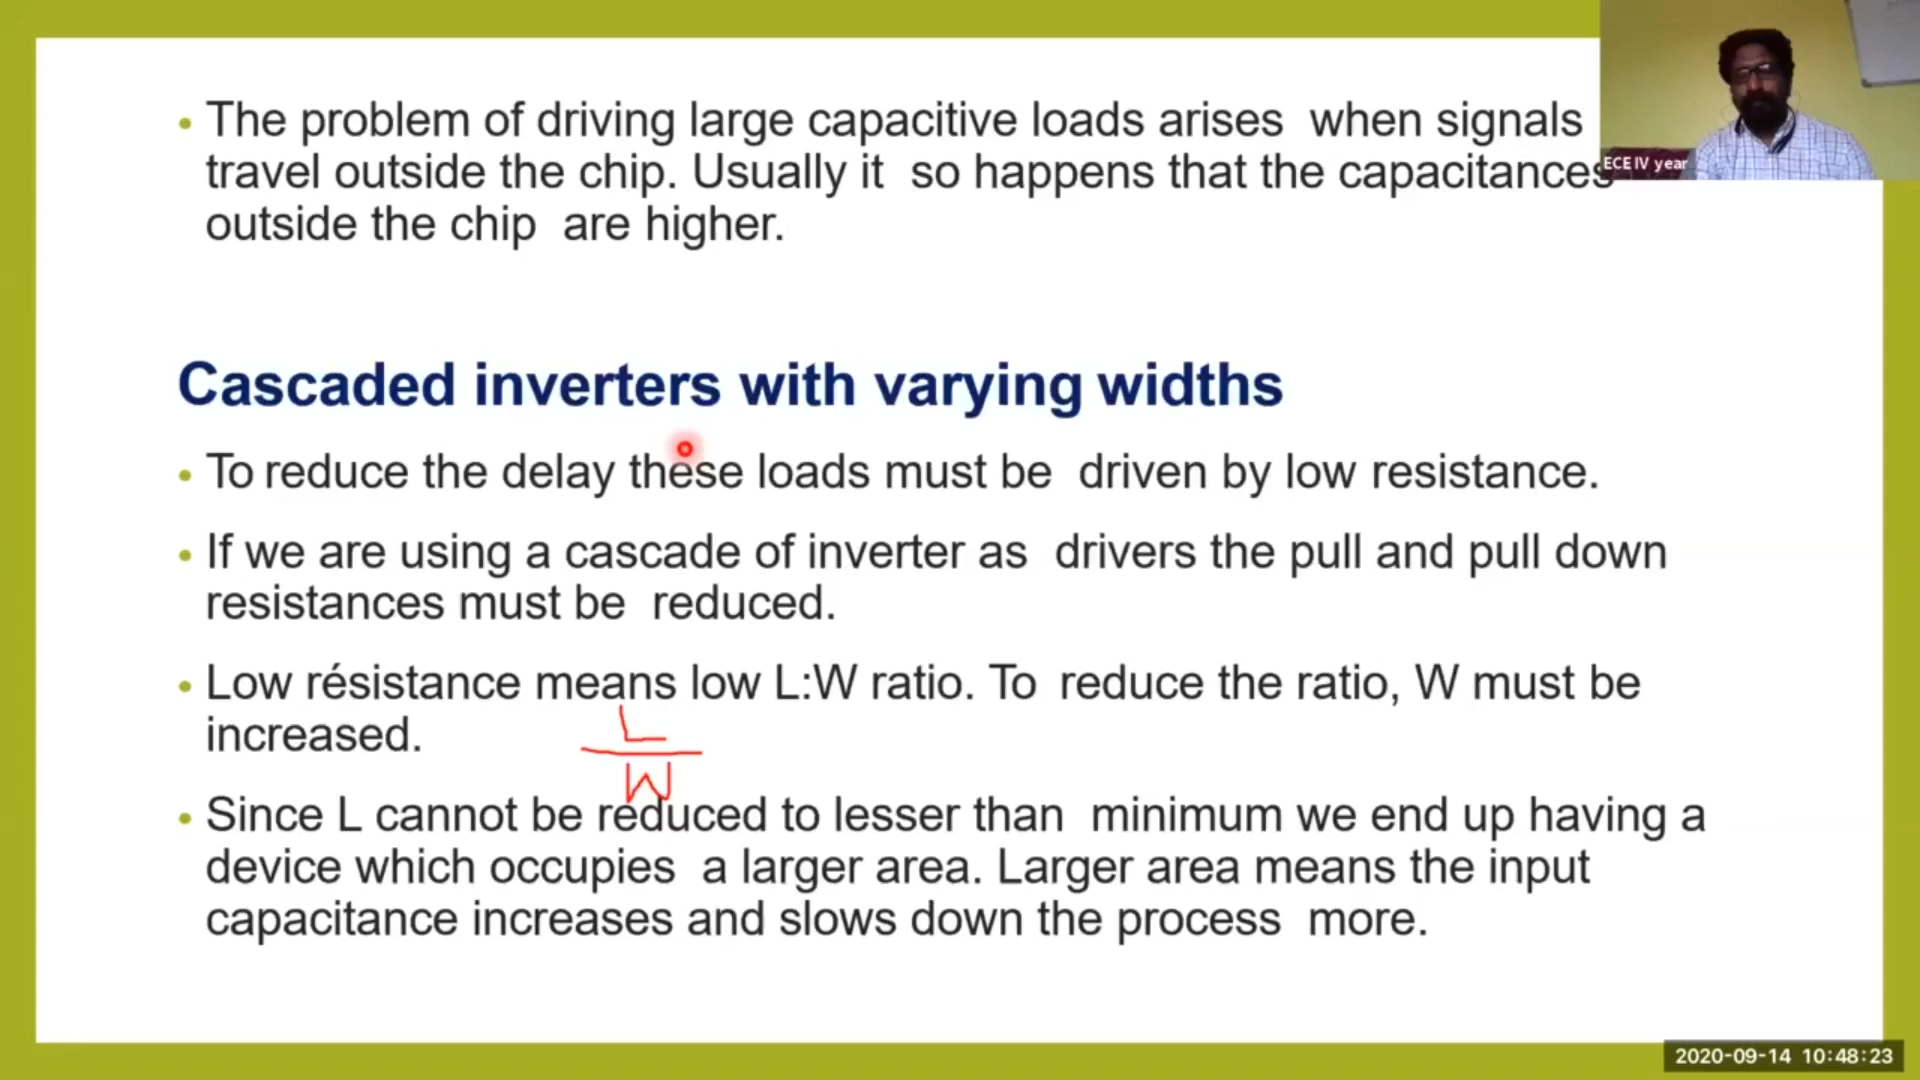 • The problem of driving large capacitive loads arises when signals
travel outside the chip. Usually it so happens that the capacitances
outside the chip are higher.
ECE IV year
Cascaded inverters with varying widths
• To reduce the delay these loads must be driven by low resistance.
• If we are using a cascade of inverter as drivers the pull and pull down
resistances must be reduced.
• Low résistance means low L:W ratio. To reduce the ratio, W must be
increased.
L
W
• Since L cannot be reduced to lesser than minimum we end up having a
device which occupies a larger area. Larger area means the input
capacitance increases and slows down the process more.
2020-09-14 10:48:23